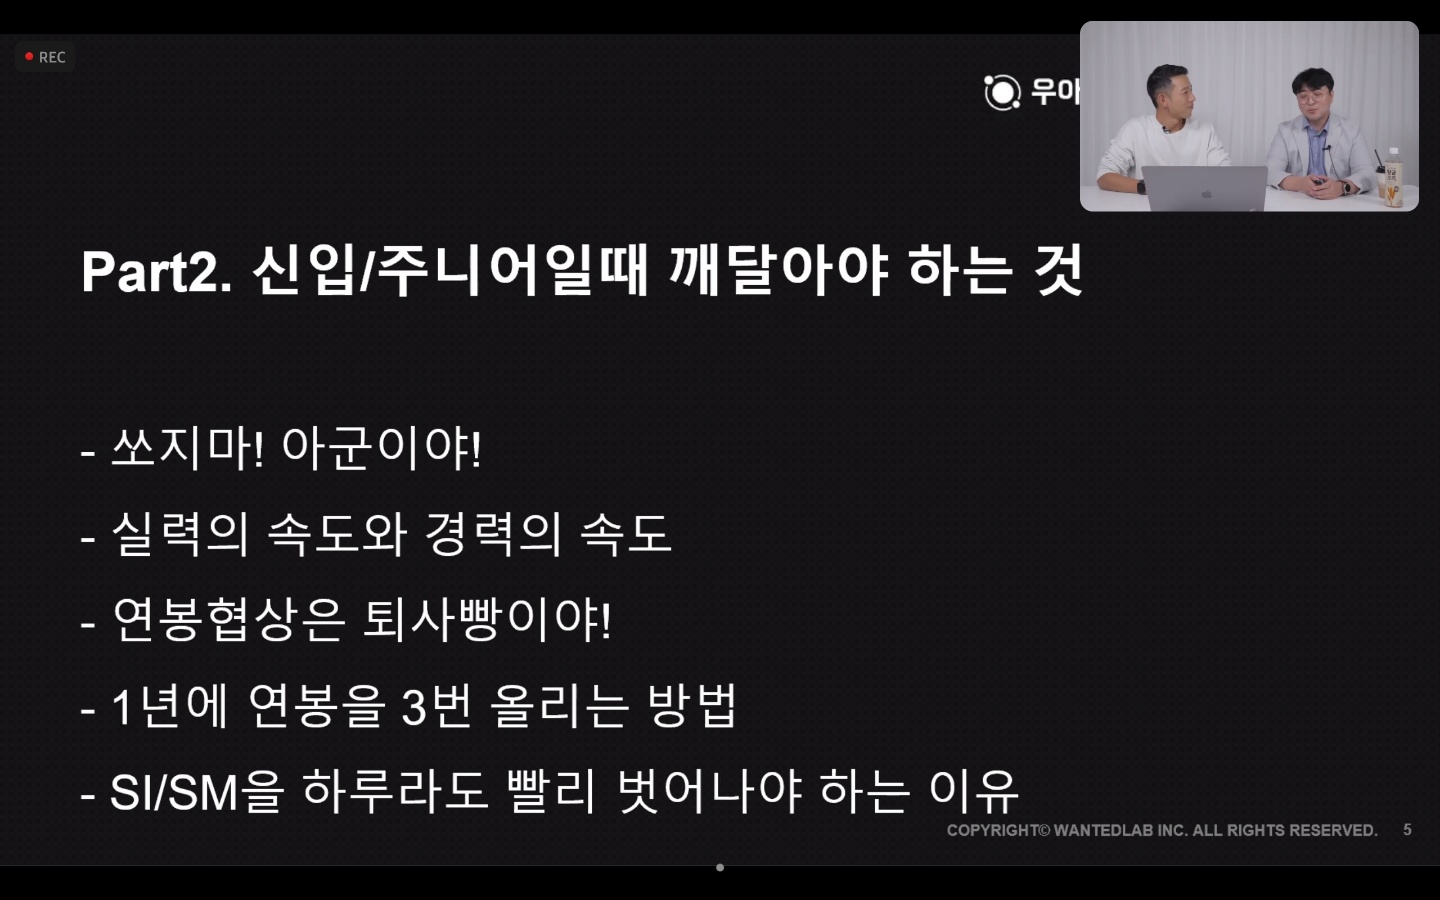 REC
우아
Part2. 신입/주니어일때 깨달아야 하는 것
- 쏘지마! 아군이야!
- 실력의 속도와 경력의 속도
- 연봉협상은 퇴사빵이야!
- 1년에 연봉을 3번 올리는 방법
- SI/SM을 하루라도 빨리 벗어나야 하는 이유
COPYRIGHT© WANTEDLAB INC. ALL RIGHTS RESERVED. 5